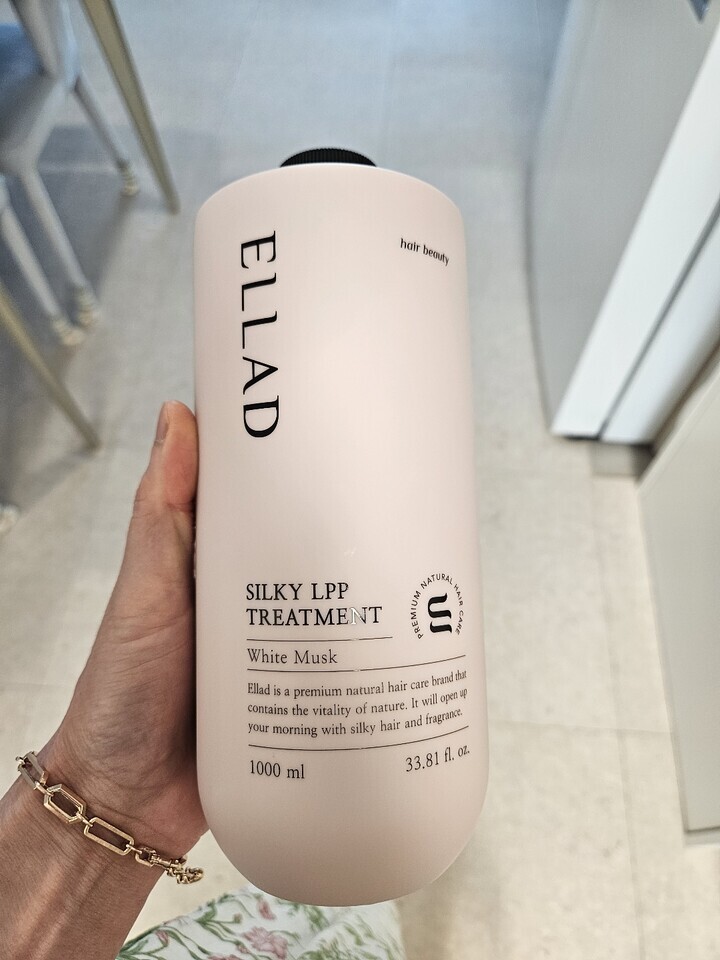 ELLAD
hair beauty
SILKY LPP
TREATMENT
PREMIUM NATURAL HAIR CARE
White Musk
Ellad is a premium natural hair care brand that
contains the vitality of nature. It will open up
your morning with silky hair and fragrance.
1000 ml
33.81 fl. oz.